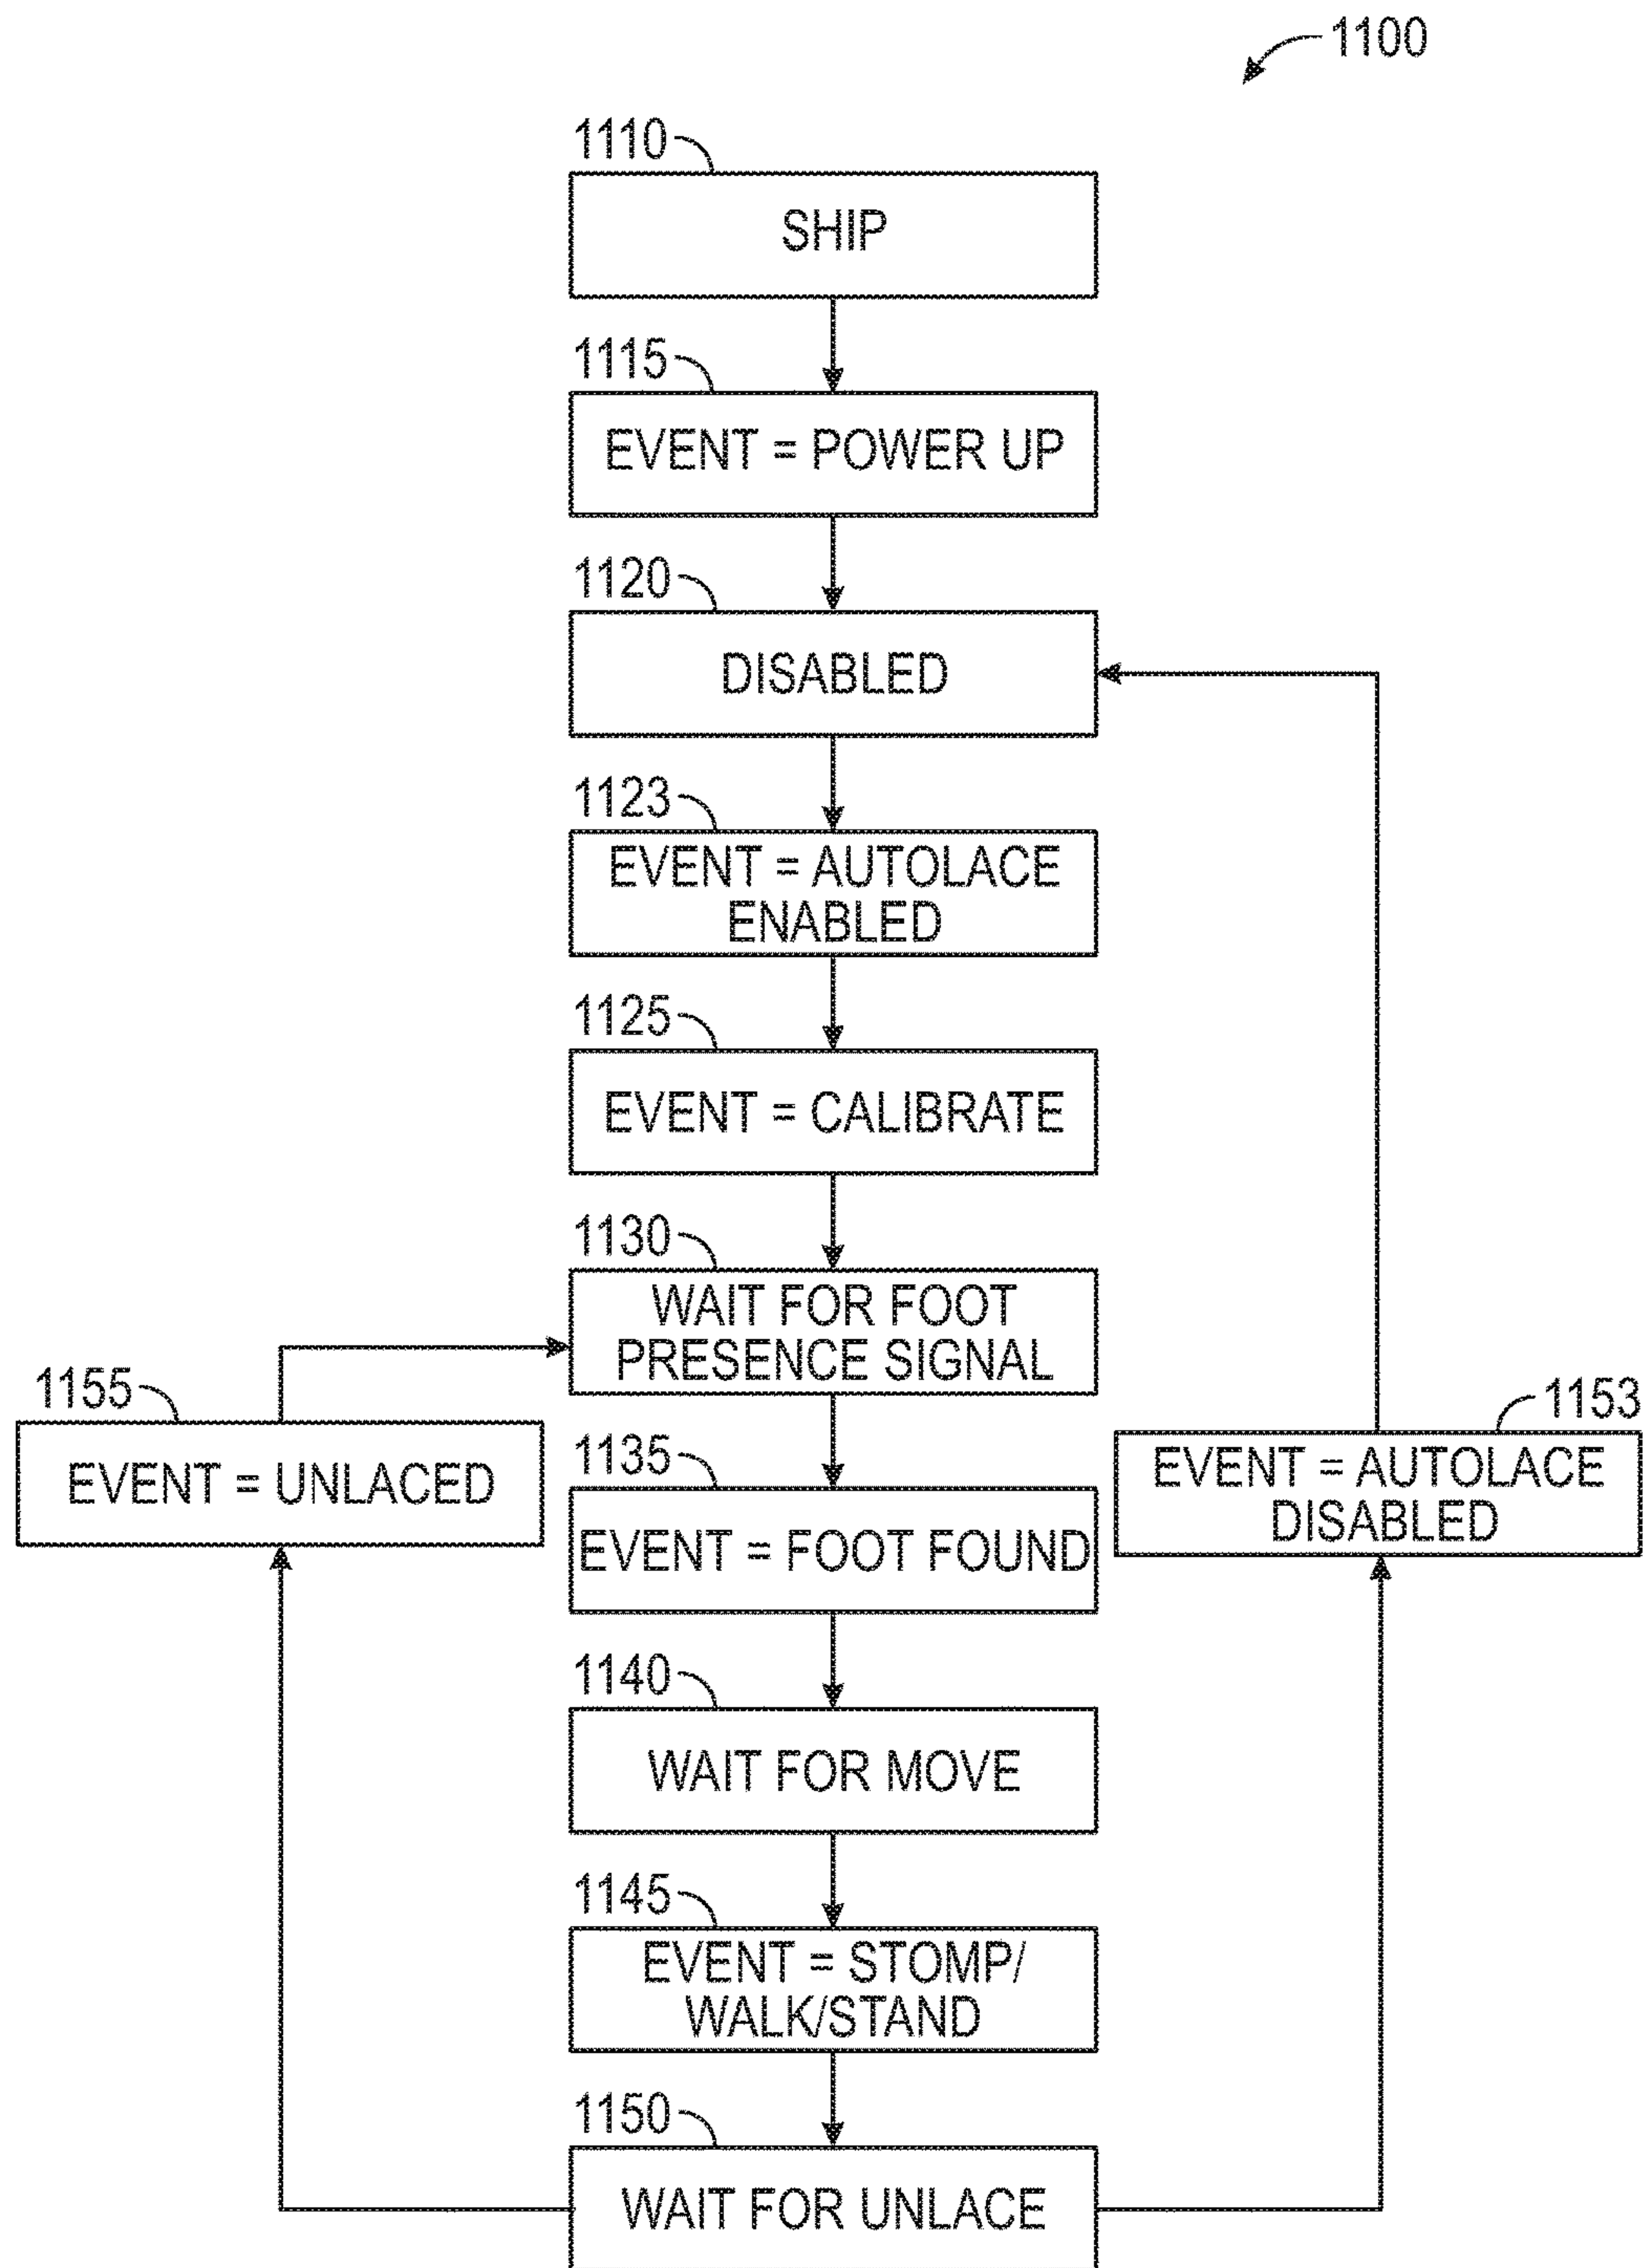 1100
1110
SHIP
1115
EVENT = POWER UP
1120
DISABLED
1123
EVENT = AUTOLACE
ENABLED
1125
EVENT = CALIBRATE
1130
WAIT FOR FOOT
PRESENCE SIGNAL
1155
EVENT = UNLACED
1135
EVENT = FOOT FOUND
1153
EVENT = AUTOLACE
DISABLED
1140
WAIT FOR MOVE
1145
EVENT = STOMP/
WALK/STAND
1150
WAIT FOR UNLACE